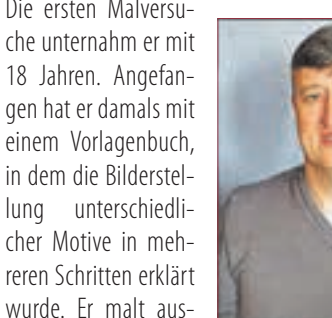 Die ersten Malversu-
che unternahm er mit
18 Jahren. Angefan-
gen hat er damals mit
einem Vorlagenbuch,
in dem die Bilderstel-
lung unterschiedli-
cher Motive in meh-
reren Schritten erklärt
wurde. Er malt aus-